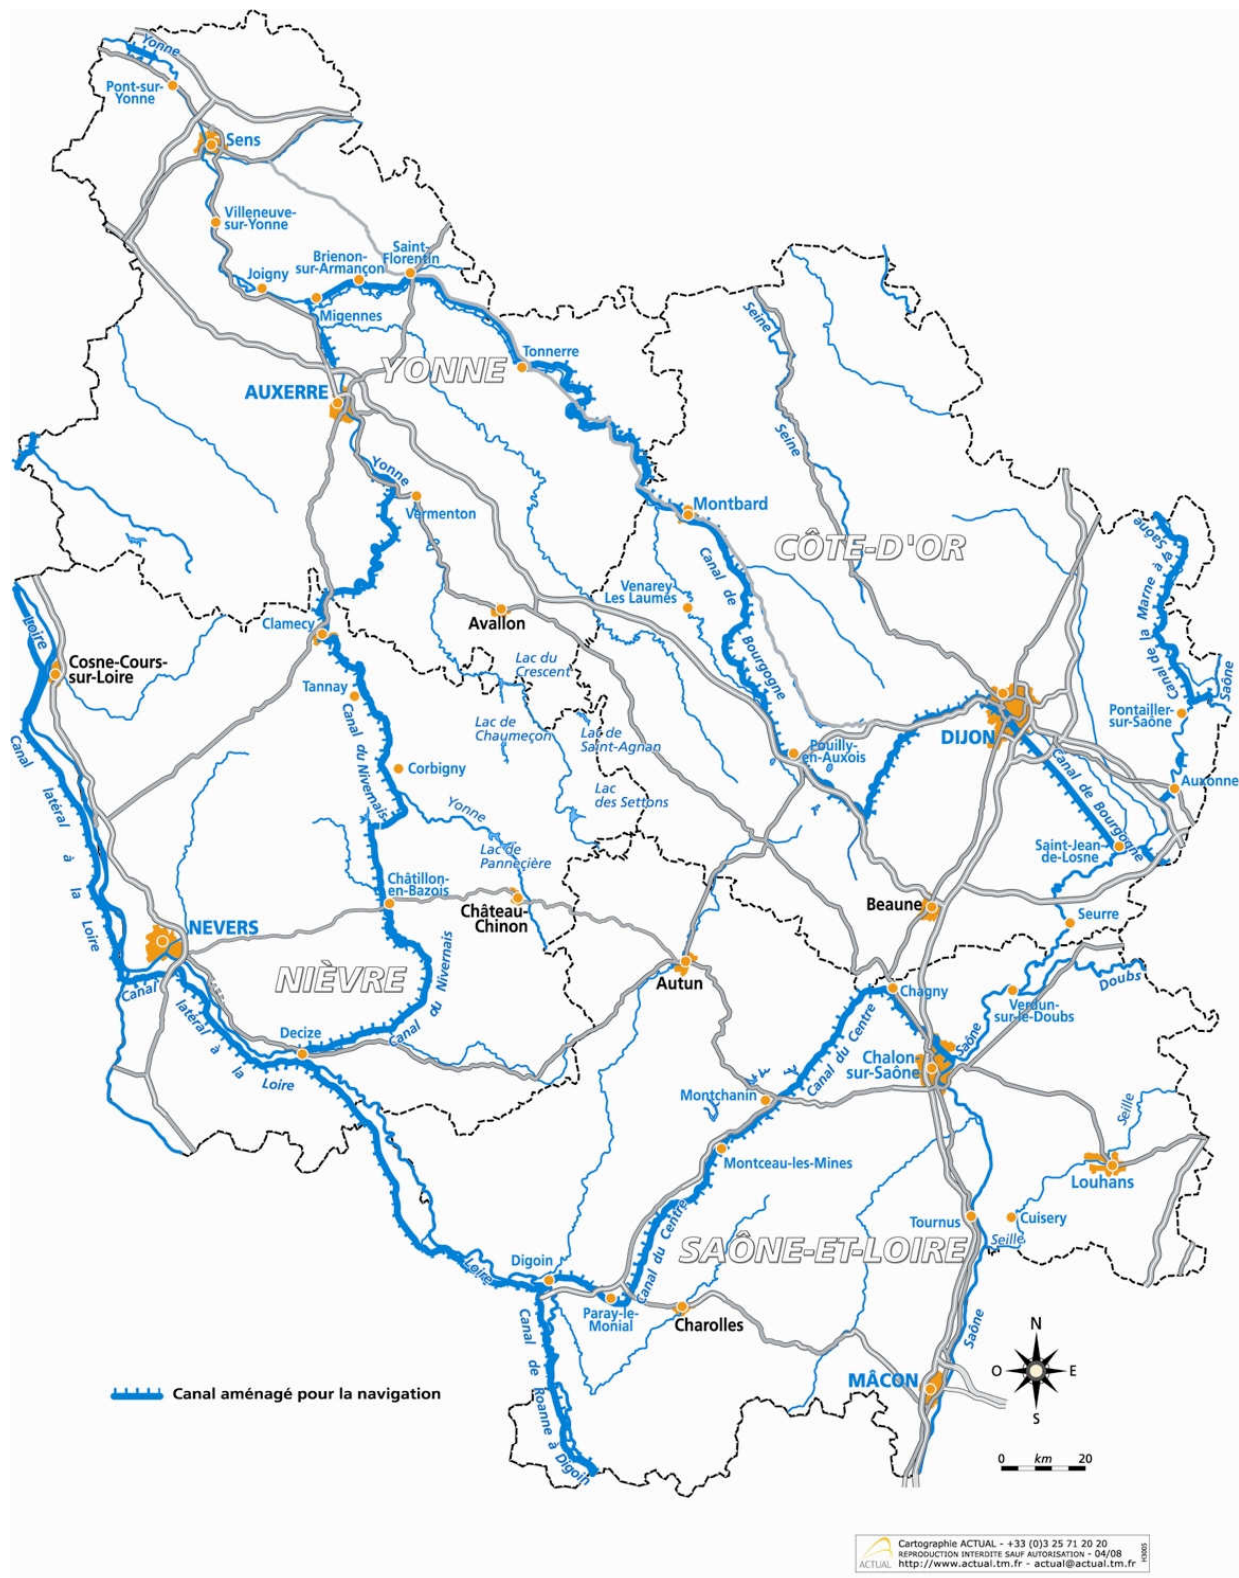 Yonne
Pont-sur-
Yonne
Sens
Villeneuve-
sur-Yonne
Saint-
Florentin
Brienon-
sur-Armançon
Joigny
Migennes
Seine
Tonnerre
YONNE
AUXERRE
Seine
Yonne
Vermenton
Montbard
CÔTE-D'OR
Canal de la Marne à la Saône
Canal de Bourgogne
Venarey-
Les Laumes
Clamecy
Avallon
Loire
Cosne-Cours-
sur-Loire
Lac du
Crescent
Tannay
Saône
Lac de
Chaumeçon
Lac de
Saint-Agnan
Pontailler-
sur-Saône
DIJON
Pouilly-
en-Auxois
Canal du Nivernais
Corbigny
Canal latéral à la Loire
Canal de Bourgogne
Auxonne
Lac
des Settons
Yonne
Lac de
Pannecière
Saint-Jean-
de-Losne
Châtillon-
en-Bazois
Château-
Chinon
Beaune
Seurre
NEVERS
Canal du Nivernais
NIÈVRE
Autun
Chagny
Doubs
Verdun-
sur-le-Doubs
Canal latéral à la Loire
Decize
Saône
Chalon
sur-Saône
Canal du Centre
Montchanin
Seille
Montceau-les-Mines
Louhans
Canal du Centre
Tournus
Cuisery
Seille
SAÔNE-ET-LOIRE
Digoin
Loire
Paray-le-
Monial
Charolles
Canal de Roanne à Digoin
Saône
N
O
E
S
MÂCON
Canal aménagé pour la navigation
0 km 20
ACTUAL
Cartographie ACTUAL - +33 (0)3 25 71 20 20
REPRODUCTION INTERDITE SAUF AUTORISATION - 04/08
http://www.actual.tm.fr - actual@actual.tm.fr